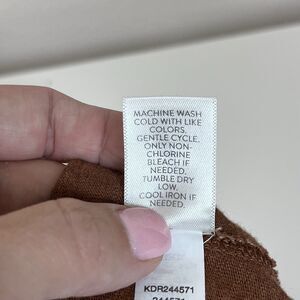 MACHINE WASH
COLD WITH LIKE
COLORS,
GENTLE CYCLE,
ONLY NON-
CHLORINE
BLEACH IF
NEEDED,
TUMBLE DRY
LOW,
COOL IRON IF
NEEDED.
KDR244571
244571